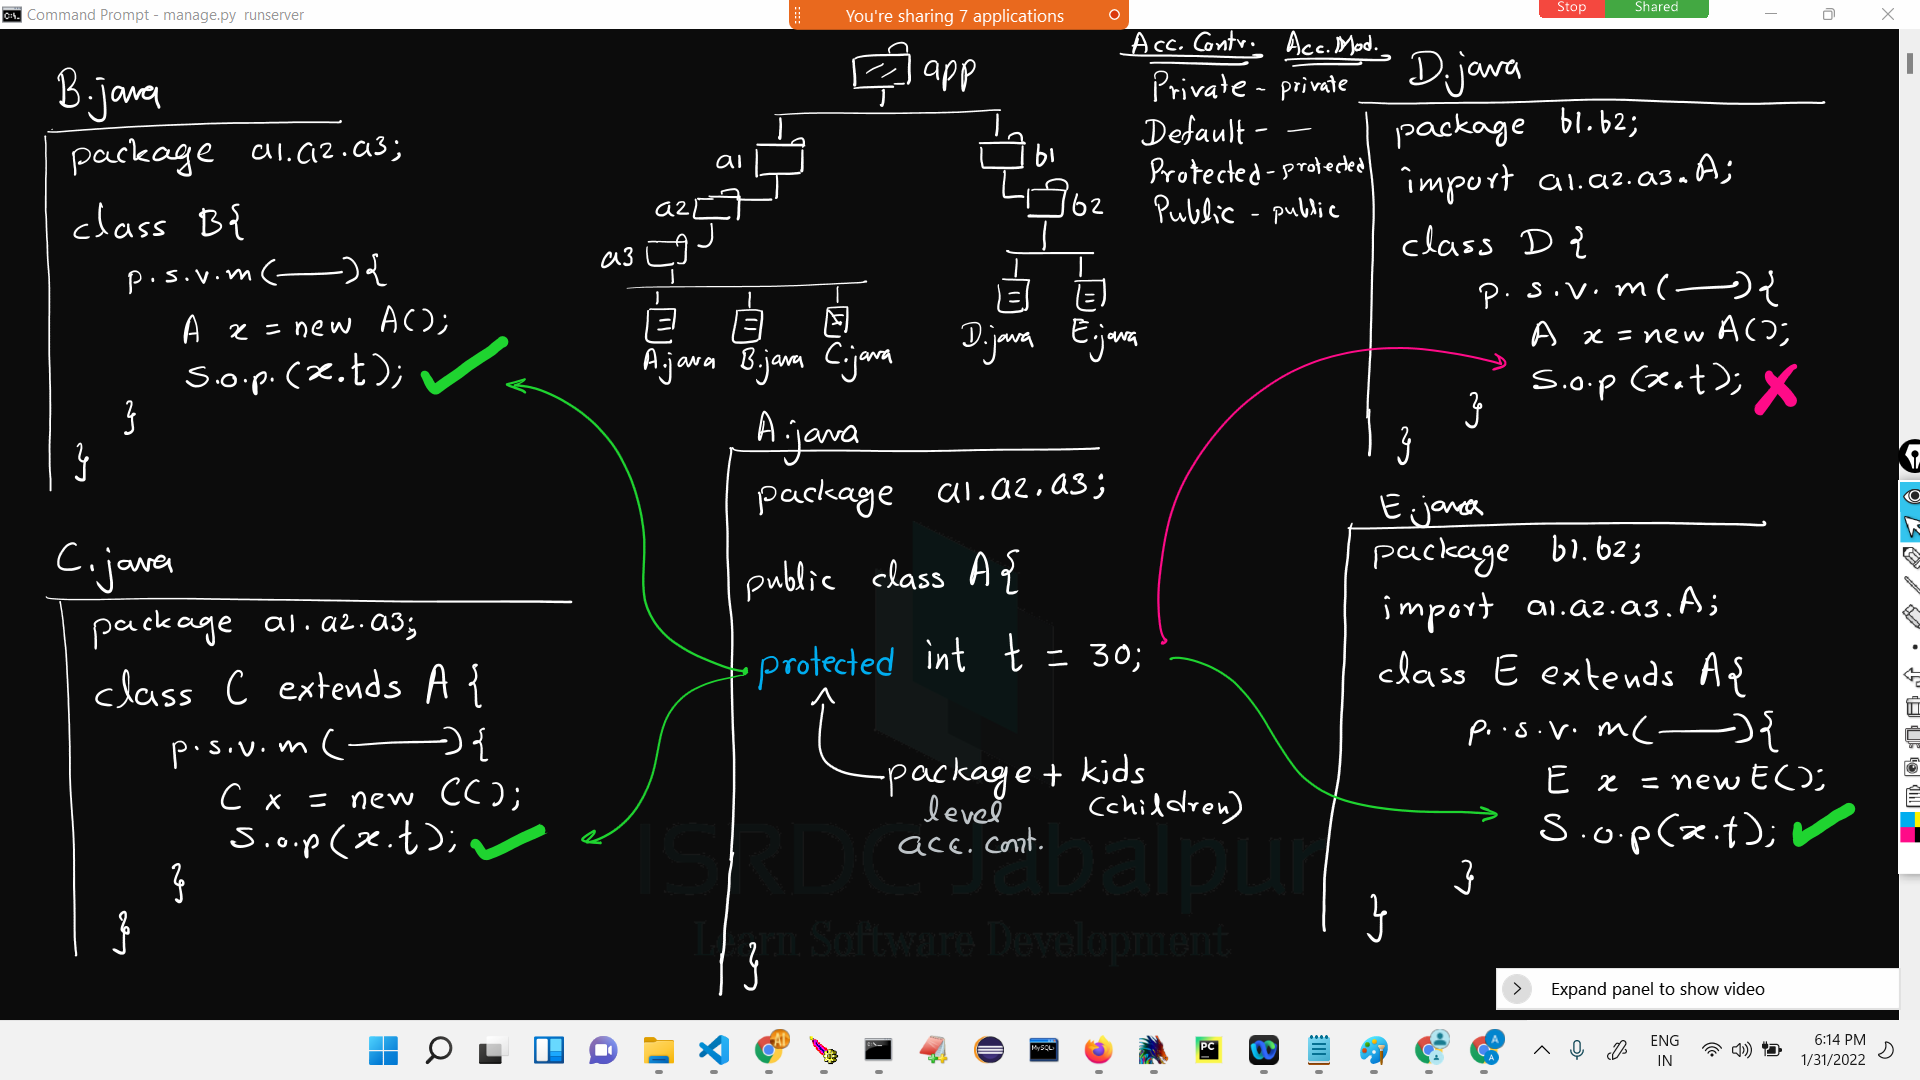 Command Prompt - manage.py runserver
You're sharing 7 applications
Stop
Shared
B.java
package a1.a2.a3;
class B{
p.s.v.m(——){
A x = new A();
S.o.p.(x.t);
}
}
C.java
package a1.a2.a3;
class C extends A {
p.s.v.m (———){
C x = new C();
S.o.p(x.t);
}
}
app
a1
b1
a2
b2
a3
A.java
B.java
C.java
D.java
E.java
A.java
package a1.a2.a3;
public class A{
protected int t = 30;
package + kids
level
(children)
acc. cont.
}
ISRDC Jabalpur
Learn Software Development
Acc. Contr. Acc. Mod.
Private - private
Default - —
Protected - protected
Public - public
D.java
package b1.b2;
import a1.a2.a3.A;
class D {
p.s.v.m(——){
A x = new A();
S.o.p (x.t);
}
}
E.java
package b1.b2;
import a1.a2.a3.A;
class E extends A{
p.s.v.m(——){
E x = new E();
S.o.p(x.t);
}
}
Expand panel to show video
ENG
IN
6:14 PM
1/31/2022